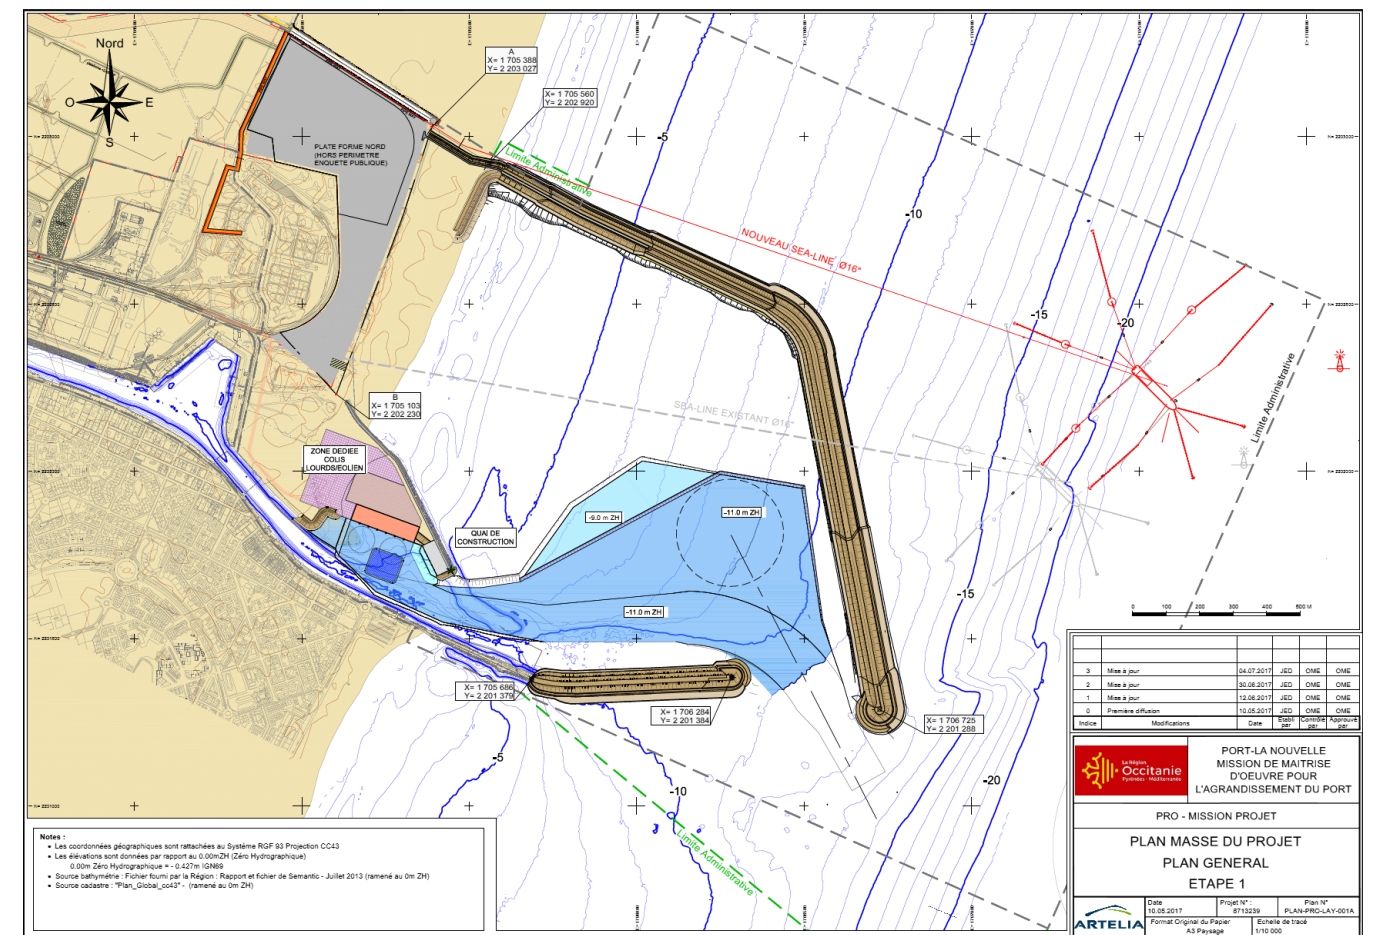 Nord
O
E
S
A
X= 1 705 388
Y= 2 203 027
X= 1 705 560
Y= 2 202 920
PLATE FORME NORD
(HORS PERIMETRE
ENQUETE PUBLIQUE)
Limite Administrative
-5
-10
NOUVEAU SEA-LINE Ø16"
-15
-20
Limite Administrative
B
X= 1 705 103
Y= 2 202 230
SEA-LINE EXISTANT Ø16"
ZONE DEDIEE
COLIS
LOURDS/EOLIEN
QUAI DE
CONSTRUCTION
-9.0 m ZH
-11.0 m ZH
-11.0 m ZH
-15
0 100 200 300 400 500 M
X= 1 705 686
Y= 2 201 379
X= 1 706 284
Y= 2 201 384
X= 1 706 725
Y= 2 201 288
-5
-10
-20
Limite Administrative
3 Mise à jour 04.07.2017 JED OME OME
2 Mise à jour 30.06.2017 JED OME OME
1 Mise à jour 12.06.2017 JED OME OME
0 Première diffusion 10.05.2017 JED OME OME
Indice Modifications Date Etabli par Contrôlé par Approuvé par
La Région
Occitanie
Pyrénées - Méditerranée
PORT-LA NOUVELLE
MISSION DE MAITRISE
D'OEUVRE POUR
L'AGRANDISSEMENT DU PORT
PRO - MISSION PROJET
PLAN MASSE DU PROJET
PLAN GENERAL
ETAPE 1
ARTELIA
Date
10.05.2017
Projet N° :
8713239
Plan N°
PLAN-PRO-LAY-001A
Format Original du Papier
A3 Paysage
Echelle de tracé
1/10 000
Notes :
• Les coordonnées géographiques sont rattachées au Système RGF 93 Projection CC43
• Les élévations sont données par rapport au 0.00mZH (Zéro Hydrographique)
0.00m Zéro Hydrographique = - 0.427m IGN69
• Source bathymétrie : Fichier fourni par la Région : Rapport et fichier de Semantic - Juillet 2013 (ramené au 0m ZH)
• Source cadastre : "Plan_Global_cc43" - (ramené au 0m ZH)